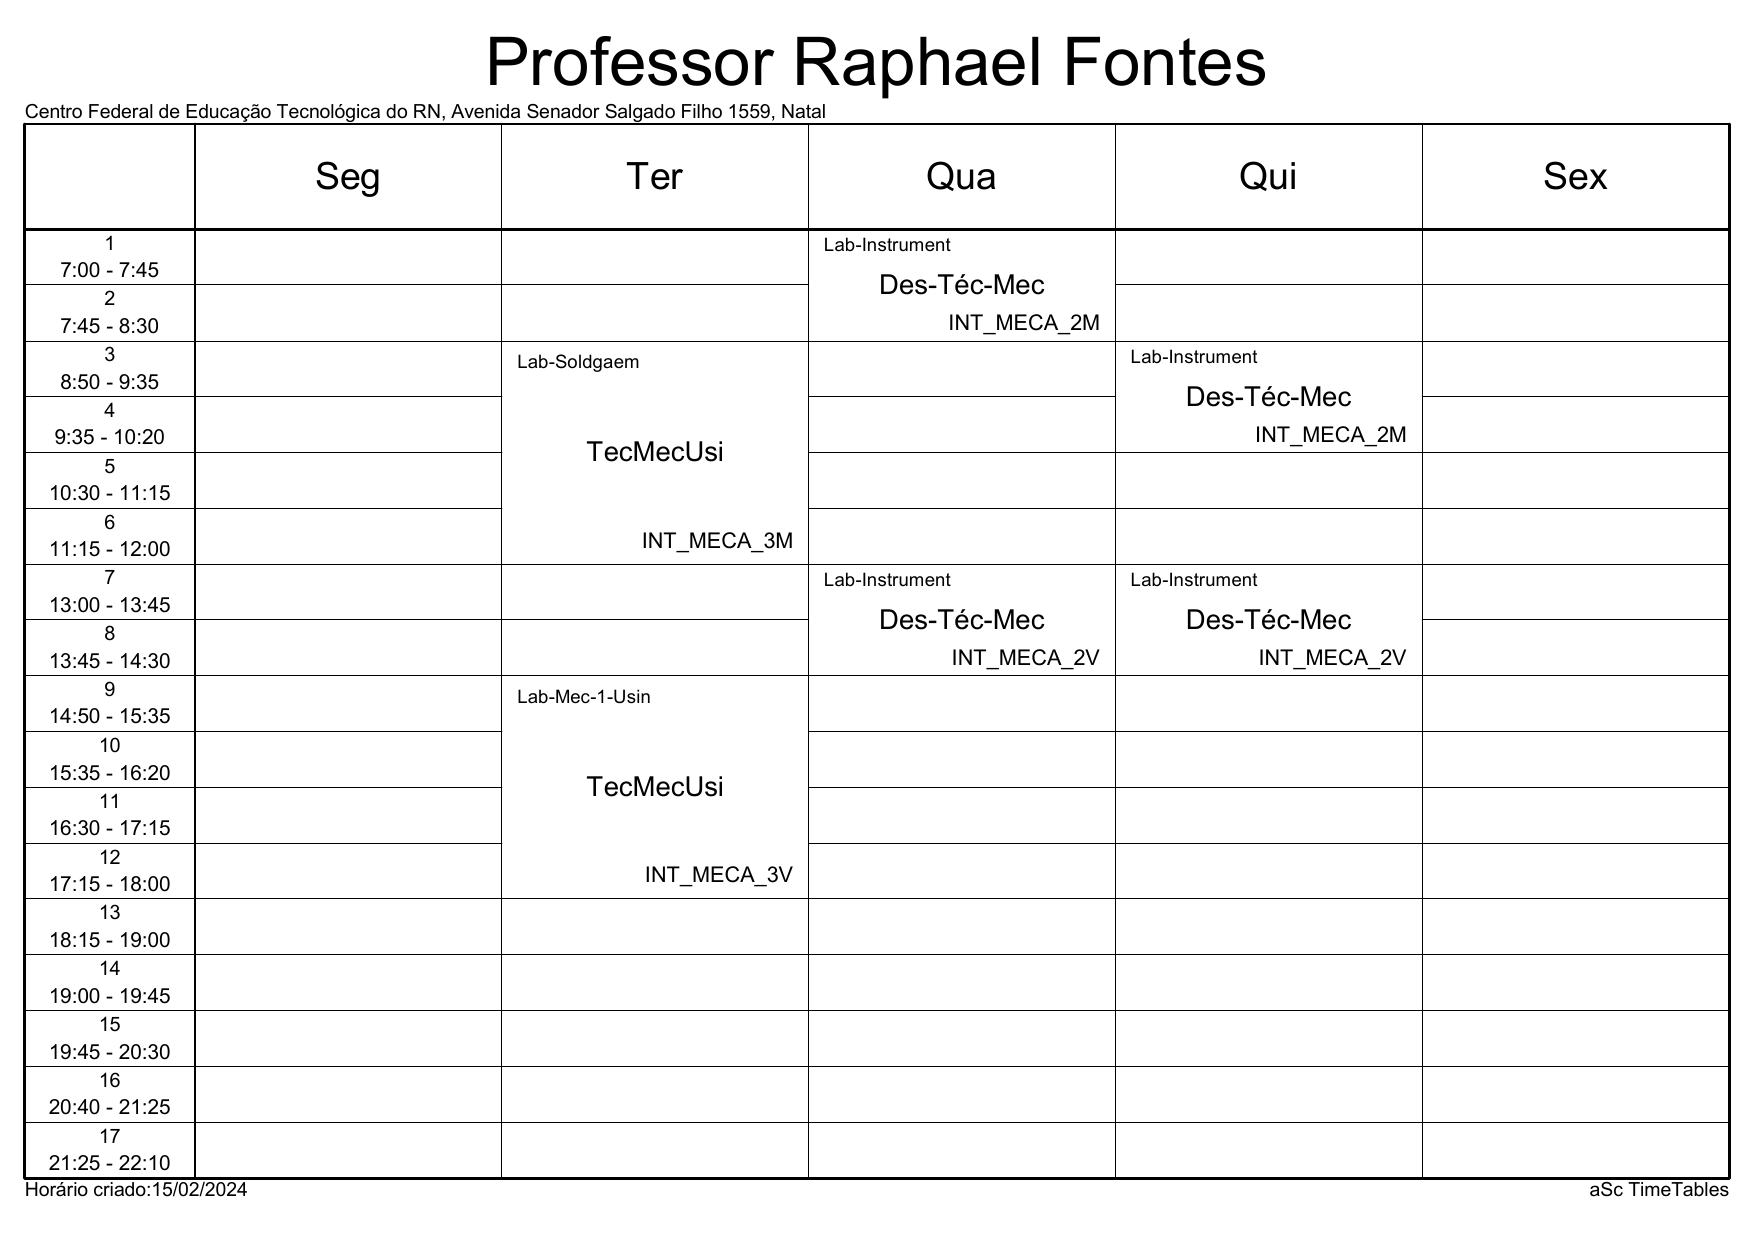 Professor Raphael Fontes
Centro Federal de Educação Tecnológica do RN, Avenida Senador Salgado Filho 1559, Natal
Seg Ter Qua Qui Sex
1
7:00 - 7:45
Lab-Instrument
Des-Téc-Mec
INT_MECA_2M
2
7:45 - 8:30
3
8:50 - 9:35
Lab-Soldgaem
TecMecUsi
INT_MECA_3M
Lab-Instrument
Des-Téc-Mec
INT_MECA_2M
4
9:35 - 10:20
5
10:30 - 11:15
6
11:15 - 12:00
7
13:00 - 13:45
Lab-Instrument
Des-Téc-Mec
INT_MECA_2V
Lab-Instrument
Des-Téc-Mec
INT_MECA_2V
8
13:45 - 14:30
9
14:50 - 15:35
Lab-Mec-1-Usin
TecMecUsi
INT_MECA_3V
10
15:35 - 16:20
11
16:30 - 17:15
12
17:15 - 18:00
13
18:15 - 19:00
14
19:00 - 19:45
15
19:45 - 20:30
16
20:40 - 21:25
17
21:25 - 22:10
Horário criado:15/02/2024
aSc TimeTables